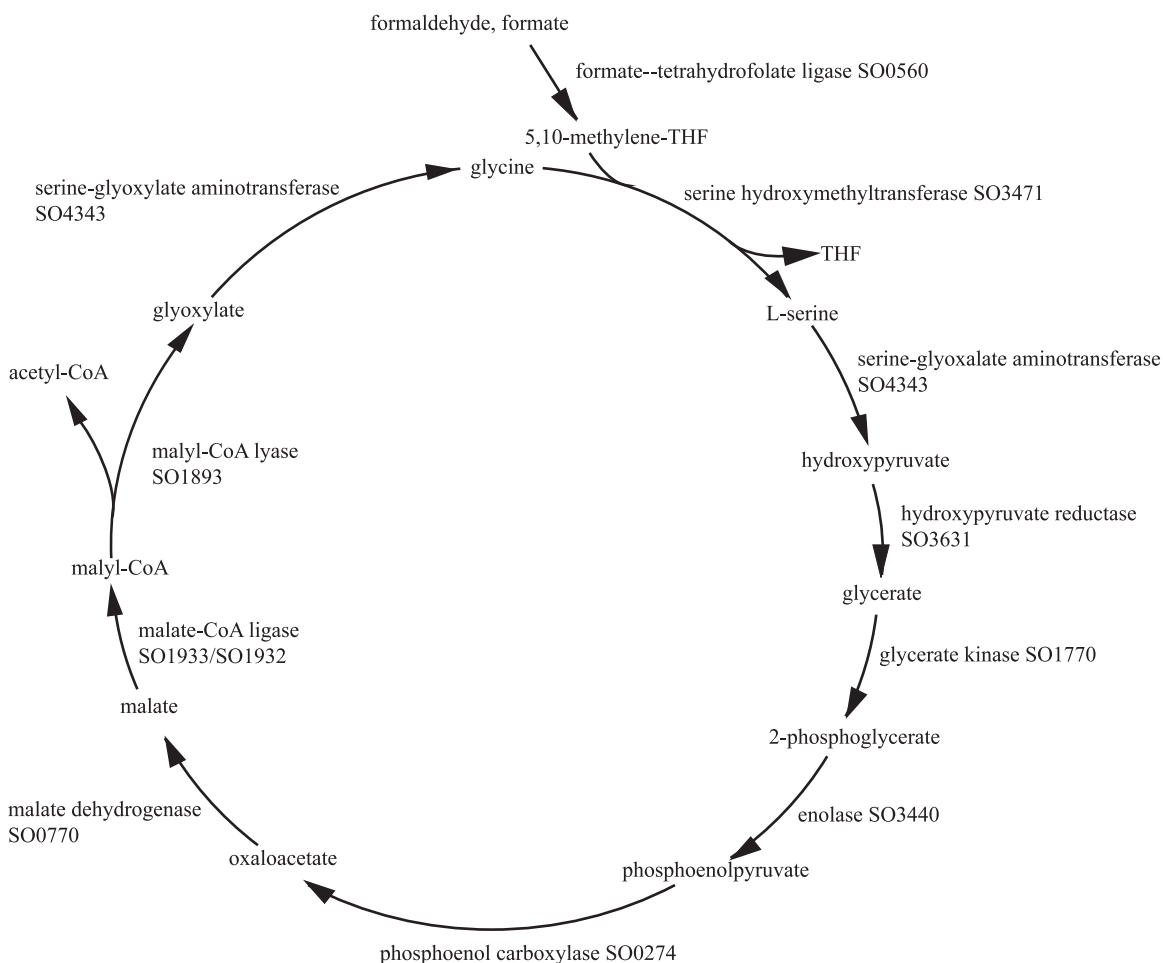 formaldehyde, formate
formate--tetrahydrofolate ligase SO0560
5,10-methylene-THF
glycine
serine hydroxymethyltransferase SO3471
THF
L-serine
serine-glyoxalate aminotransferase
SO4343
hydroxypyruvate
hydroxypyruvate reductase
SO3631
glycerate
glycerate kinase SO1770
2-phosphoglycerate
enolase SO3440
phosphoenolpyruvate
phosphoenol carboxylase SO0274
oxaloacetate
malate dehydrogenase
SO0770
malate
malate-CoA ligase
SO1933/SO1932
malyl-CoA
malyl-CoA lyase
SO1893
acetyl-CoA
glyoxylate
serine-glyoxylate aminotransferase
SO4343